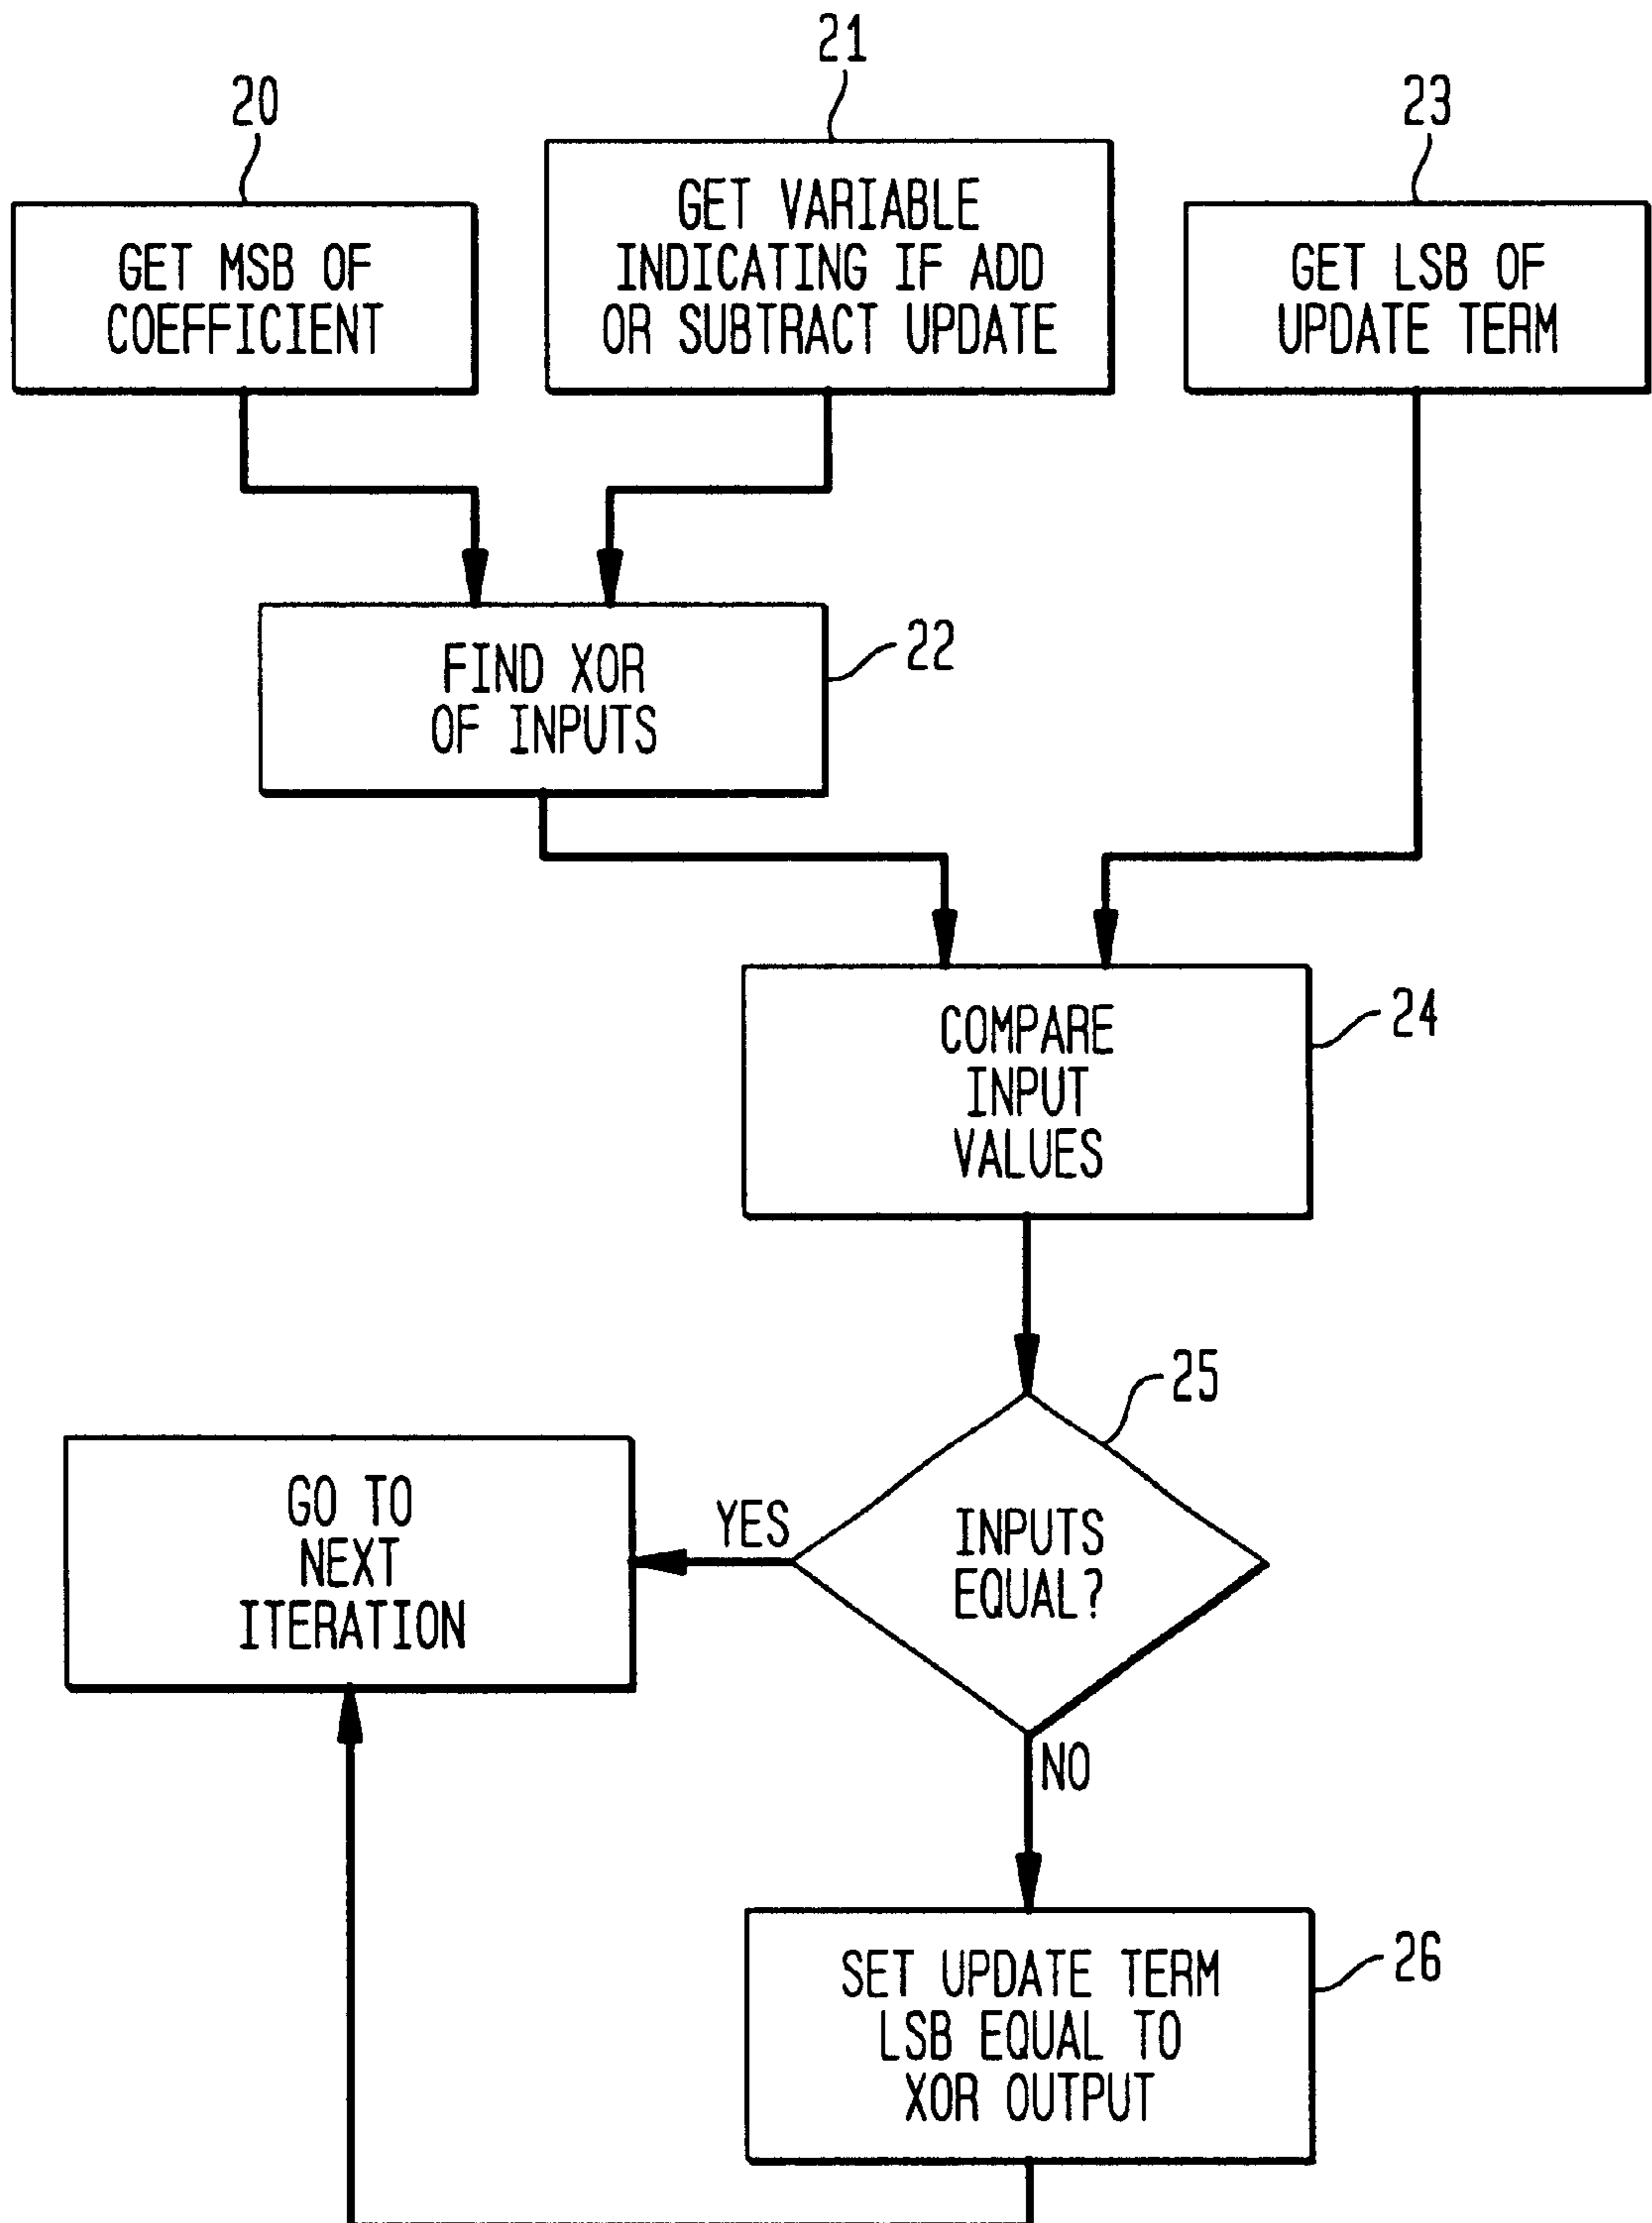 20
21
23
GET MSB OF
COEFFICIENT
GET VARIABLE
INDICATING IF ADD
OR SUBTRACT UPDATE
GET LSB OF
UPDATE TERM
FIND XOR
OF INPUTS
22
COMPARE
INPUT
VALUES
24
25
INPUTS
EQUAL?
YES
GO TO
NEXT
ITERATION
NO
SET UPDATE TERM
LSB EQUAL TO
XOR OUTPUT
26